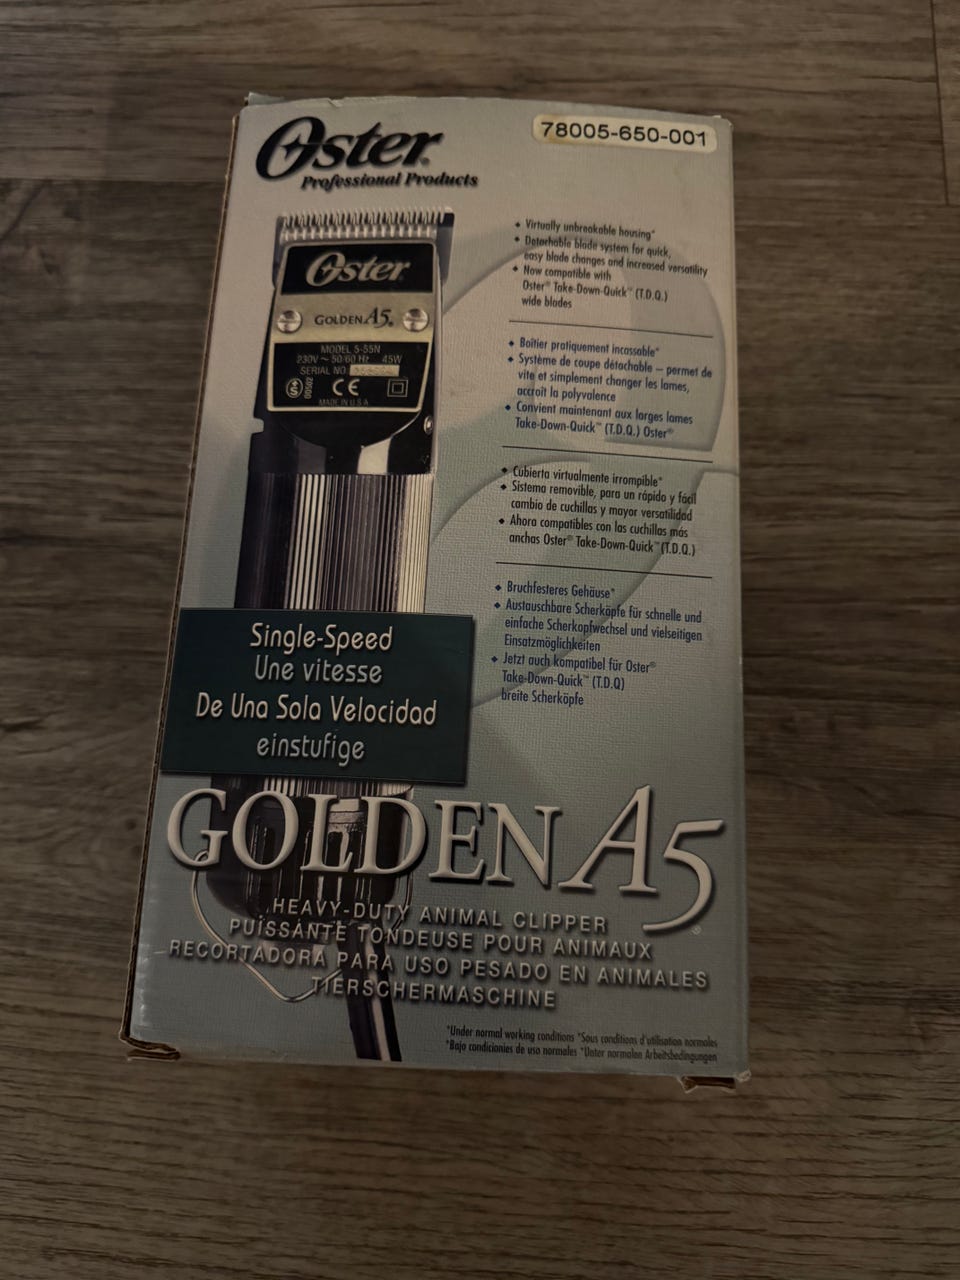 Oster®
Professional Products
78005-650-001
Oster®
GOLDEN A5®
MODEL 5-55N
230V ~ 50/60 Hz 45W
SERIAL NO.
CE
MADE IN U.S.A.
• Virtually unbreakable housing*
• Detachable blade system for quick,
easy blade changes and increased versatility
• Now compatible with
Oster® Take-Down-Quick™ (T.D.Q.)
wide blades
• Boîtier pratiquement incassable*
• Système de coupe détachable – permet de
vite et simplement changer les lames,
accroît la polyvalence
• Convient maintenant aux larges lames
Take-Down-Quick™ (T.D.Q.) Oster®
• Cubierta virtualmente irrompible*
• Sistema removible, para un rápido y fácil
cambio de cuchillas y mayor versatilidad
• Ahora compatibles con las cuchillas más
anchas Oster® Take-Down-Quick™ (T.D.Q.)
• Bruchfesteres Gehäuse*
• Austauschbare Scherköpfe für schnelle und
einfache Scherkopfwechsel und vielseitigen
Einsatzmöglichkeiten
• Jetzt auch kompatibel für Oster®
Take-Down-Quick™ (T.D.Q)
breite Scherköpfe
Single-Speed
Une vitesse
De Una Sola Velocidad
einstufige
GOLDEN A5®
HEAVY-DUTY ANIMAL CLIPPER
PUISSANTE TONDEUSE POUR ANIMAUX
RECORTADORA PARA USO PESADO EN ANIMALES
TIERSCHERMASCHINE
*Under normal working conditions *Sous conditions d'utilisation normales
*Bajo condicionies de uso normales *Unter normalen Arbeitsbedingungen